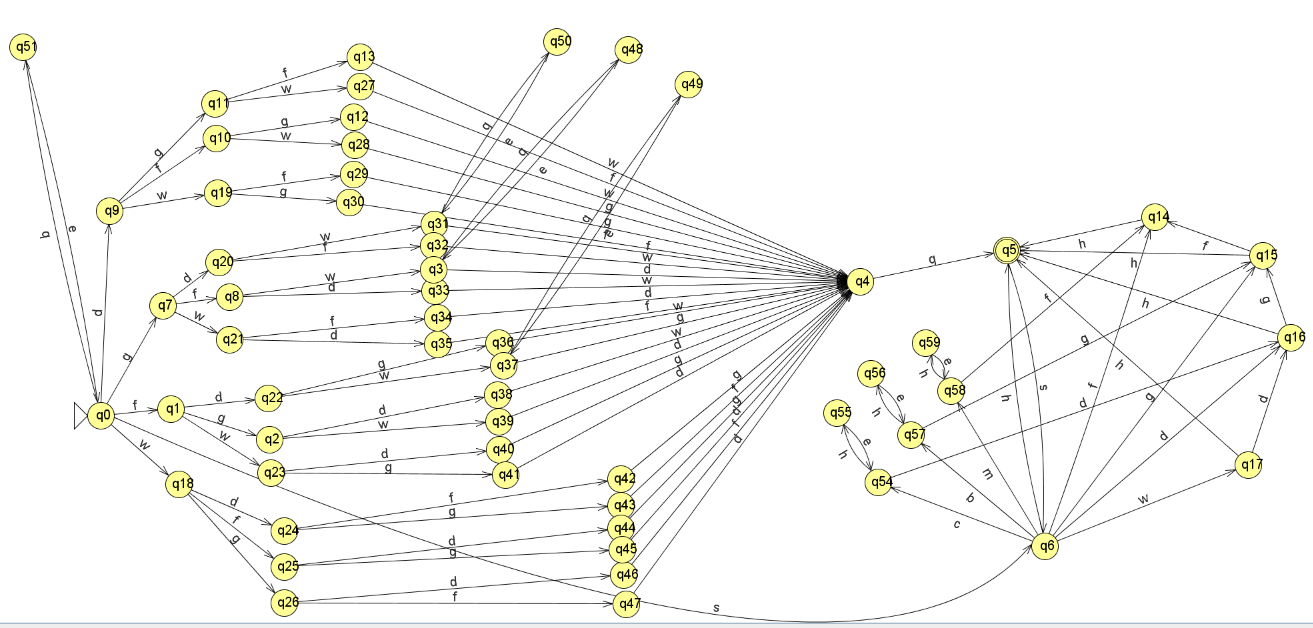 q51
q50
q48
q13
q49
q11
f
w
q27
q10
g
w
q12
q28
q9
g
f
w
q19
f
g
q29
q30
q
e
g
e
q
e
w
f
w
g
g
q31
q32
q3
q33
q34
q35
q20
w
f
q7
d
f
w
q8
w
d
q21
f
d
f
w
d
w
d
f
w
g
w
d
g
d
q4
q
q5
q14
h
f
q15
h
h
q16
g
q36
q37
q22
g
w
q38
q39
q0
f
q1
d
g
w
q2
d
w
q23
d
g
q40
q41
d
g
w
q18
d
f
g
q24
f
g
q25
d
g
q26
d
f
q42
q43
q44
q45
q46
q47
g
f
d
g
f
d
s
q59
h
e
q58
q56
h
e
q57
q55
h
e
q54
f
g
d
m
b
c
h
s
f
g
d
w
h
d
q17
q6